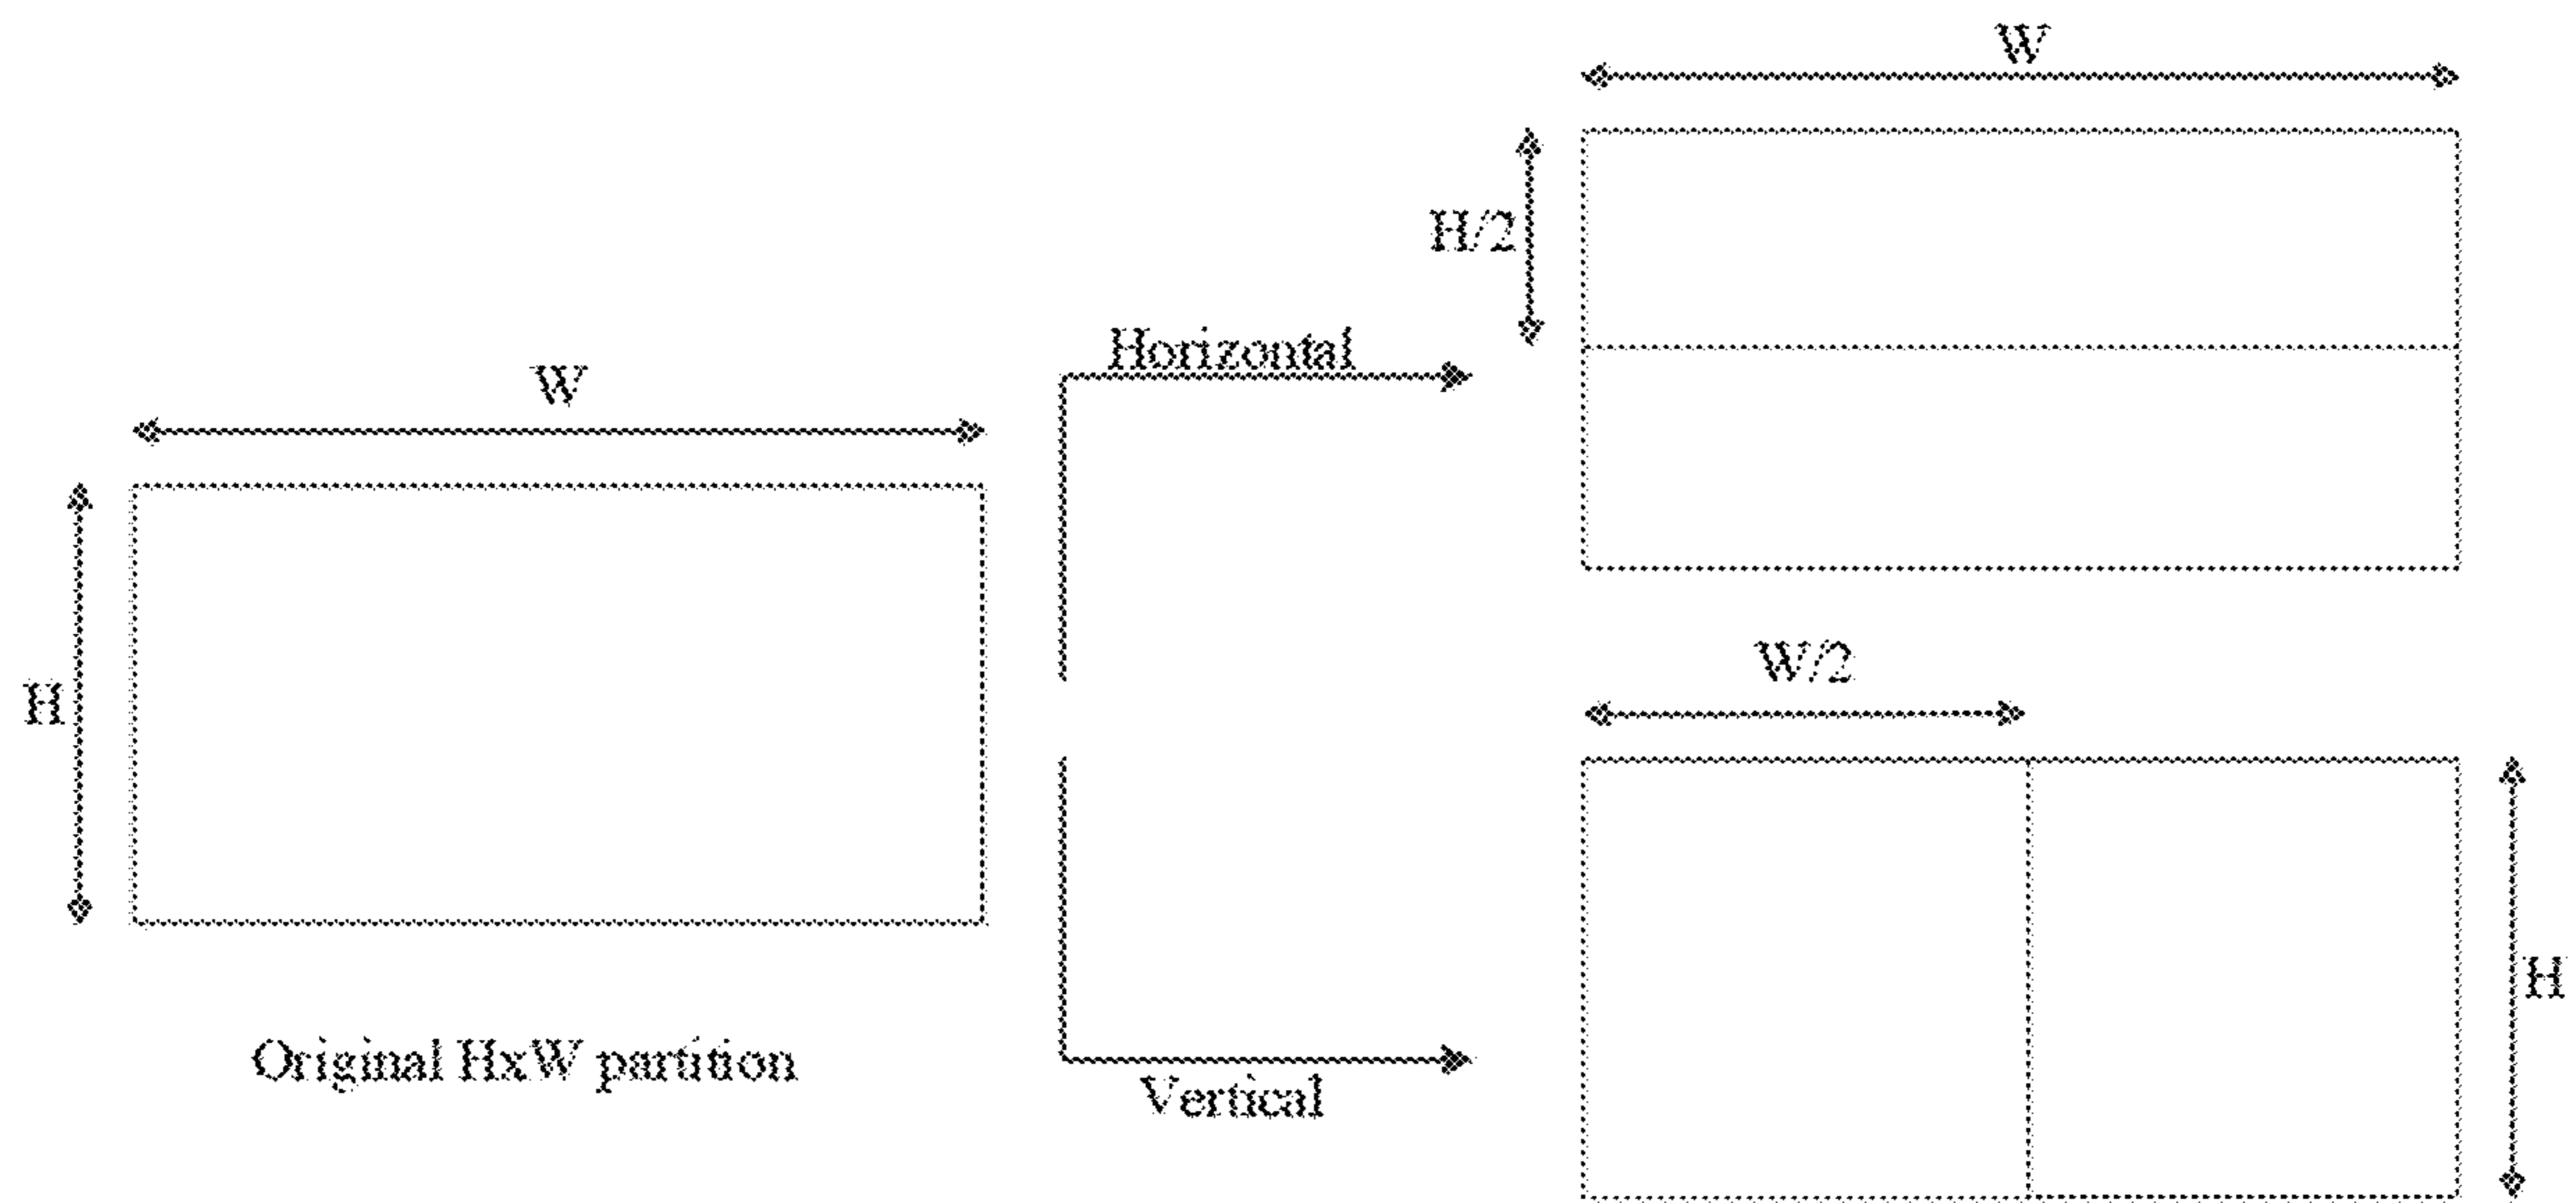 W
H/2
Horizontal
W
H
W/2
H
Original HxW partition
Vertical